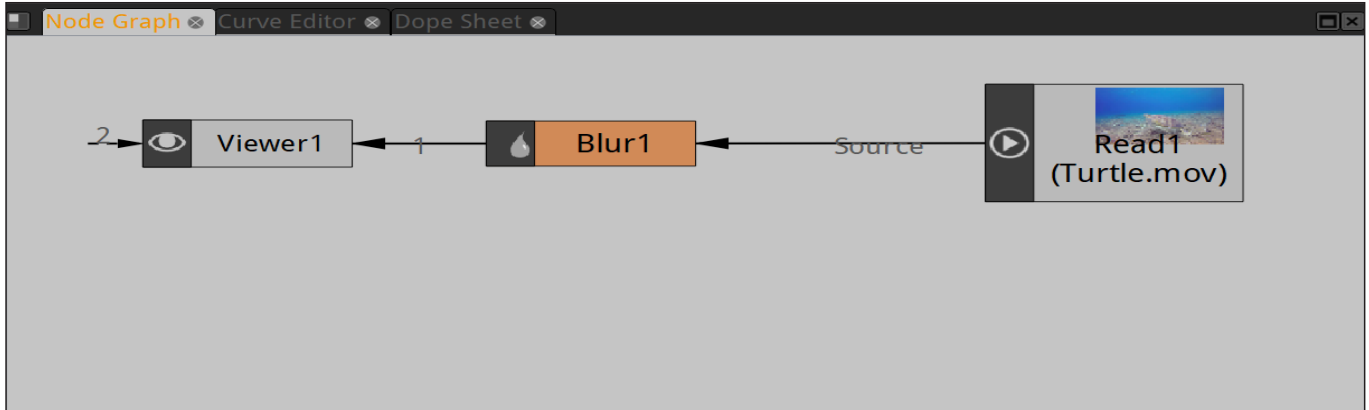 Node Graph Curve Editor Dope Sheet
2 Viewer1 1 Blur1 Source Read1
(Turtle.mov)